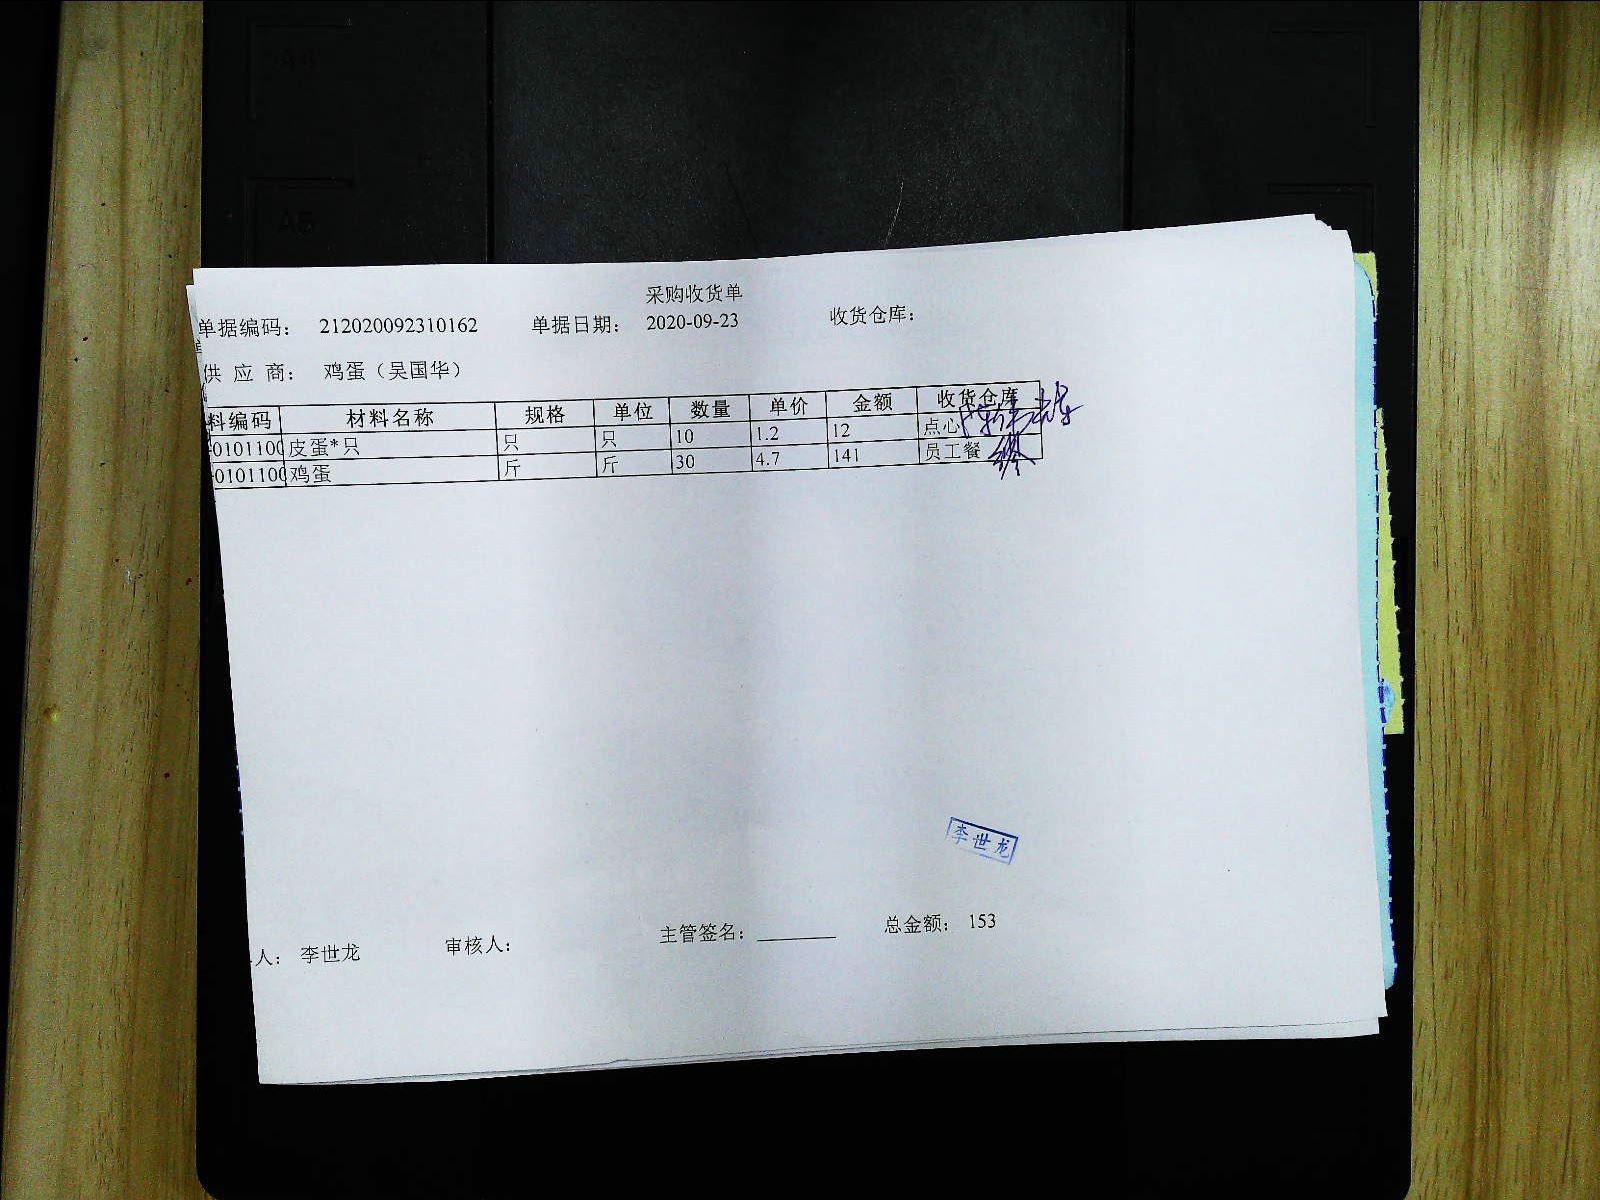 采购收货单
单据编码： 212020092310162 单据日期： 2020-09-23 收货仓库：
供 应 商： 鸡蛋（吴国华）
料编码 材料名称 规格 单位 数量 单价 金额 收货仓库
0101100 皮蛋*只 只 只 10 1.2 12 点心
0101100 鸡蛋 斤 斤 30 4.7 141 员工餐
李世龙
人： 李世龙 审核人： 主管签名： 总金额： 153
A5